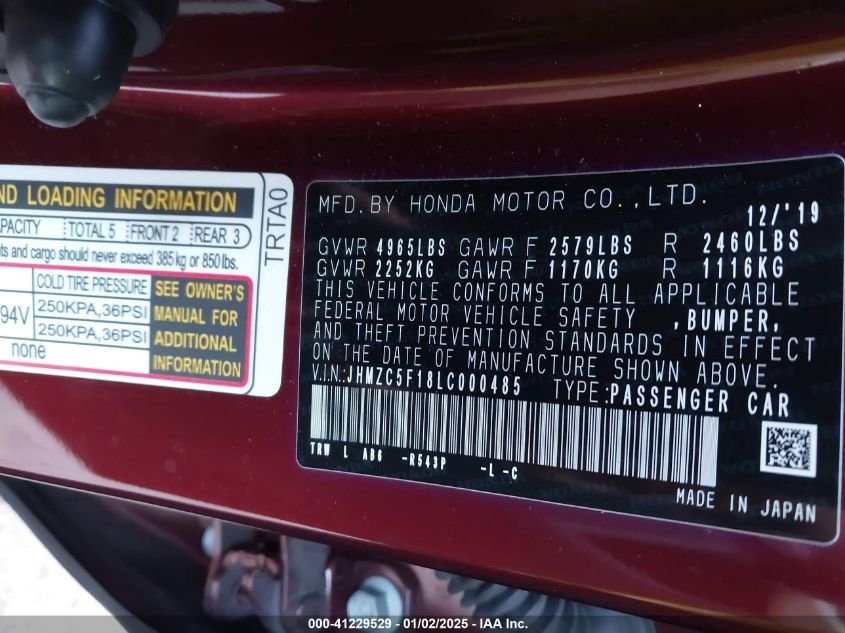 ND LOADING INFORMATION
TOTAL 5 FRONT 2 REAR 3
and cargo should never exceed 385 kg or 850 lbs.
COLD TIRE PRESSURE
SEE OWNER'S
MANUAL FOR
ADDITIONAL
INFORMATION
94V 250KPA,36PSI
250KPA,36PSI
none
TRTA0
MFD.BY HONDA MOTOR CO.,LTD.
12/'19
GVWR 4965LBS GAWR F 2579LBS R 2460LBS
GVWR 2252KG GAWR F 1170KG R 1116KG
THIS VEHICLE CONFORMS TO ALL APPLICABLE
FEDERAL MOTOR VEHICLE SAFETY ,BUMPER,
AND THEFT PREVENTION STANDARDS IN EFFECT
ON THE DATE OF MANUFACTURE SHOWN ABOVE.
V.I.N:JHMZC5F18LC000485 TYPE:PASSENGER CAR
TRW L AB6 -R543P -L-C
MADE IN JAPAN
000-41229529 - 01/02/2025 - IAA Inc.